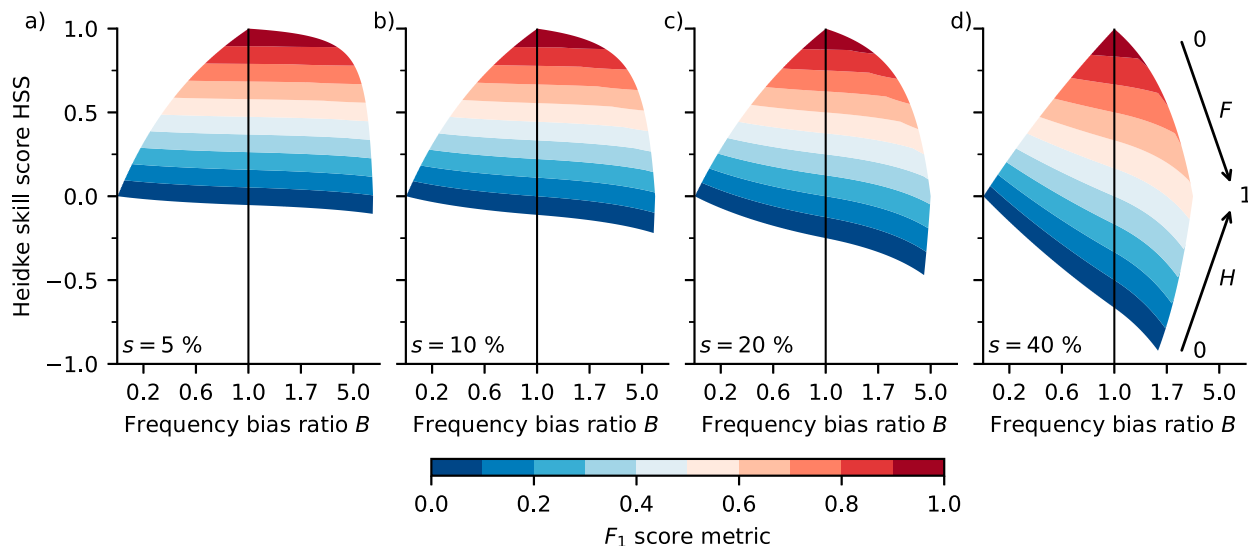 a) b) c) d)
Heidke skill score HSS
1.0
0.5
0.0
−0.5
−1.0
s = 5 %
s = 10 %
s = 20 %
s = 40 %
0
F
1
H
0
0.2 0.6 1.0 1.7 5.0
0.2 0.6 1.0 1.7 5.0
0.2 0.6 1.0 1.7 5.0
0.2 0.6 1.0 1.7 5.0
Frequency bias ratio B
Frequency bias ratio B
Frequency bias ratio B
Frequency bias ratio B
0.0 0.2 0.4 0.6 0.8 1.0
F₁ score metric